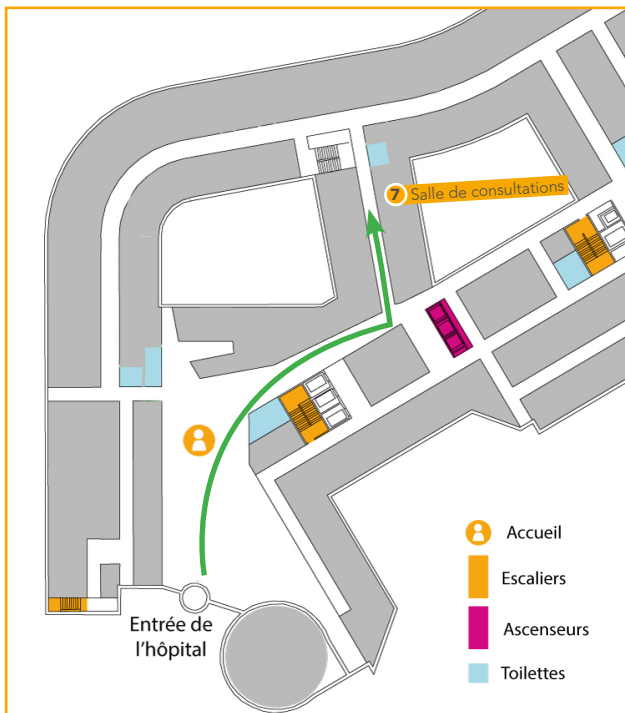 7 Salle de consultations
Entrée de
l'hôpital
Accueil
Escaliers
Ascenseurs
Toilettes